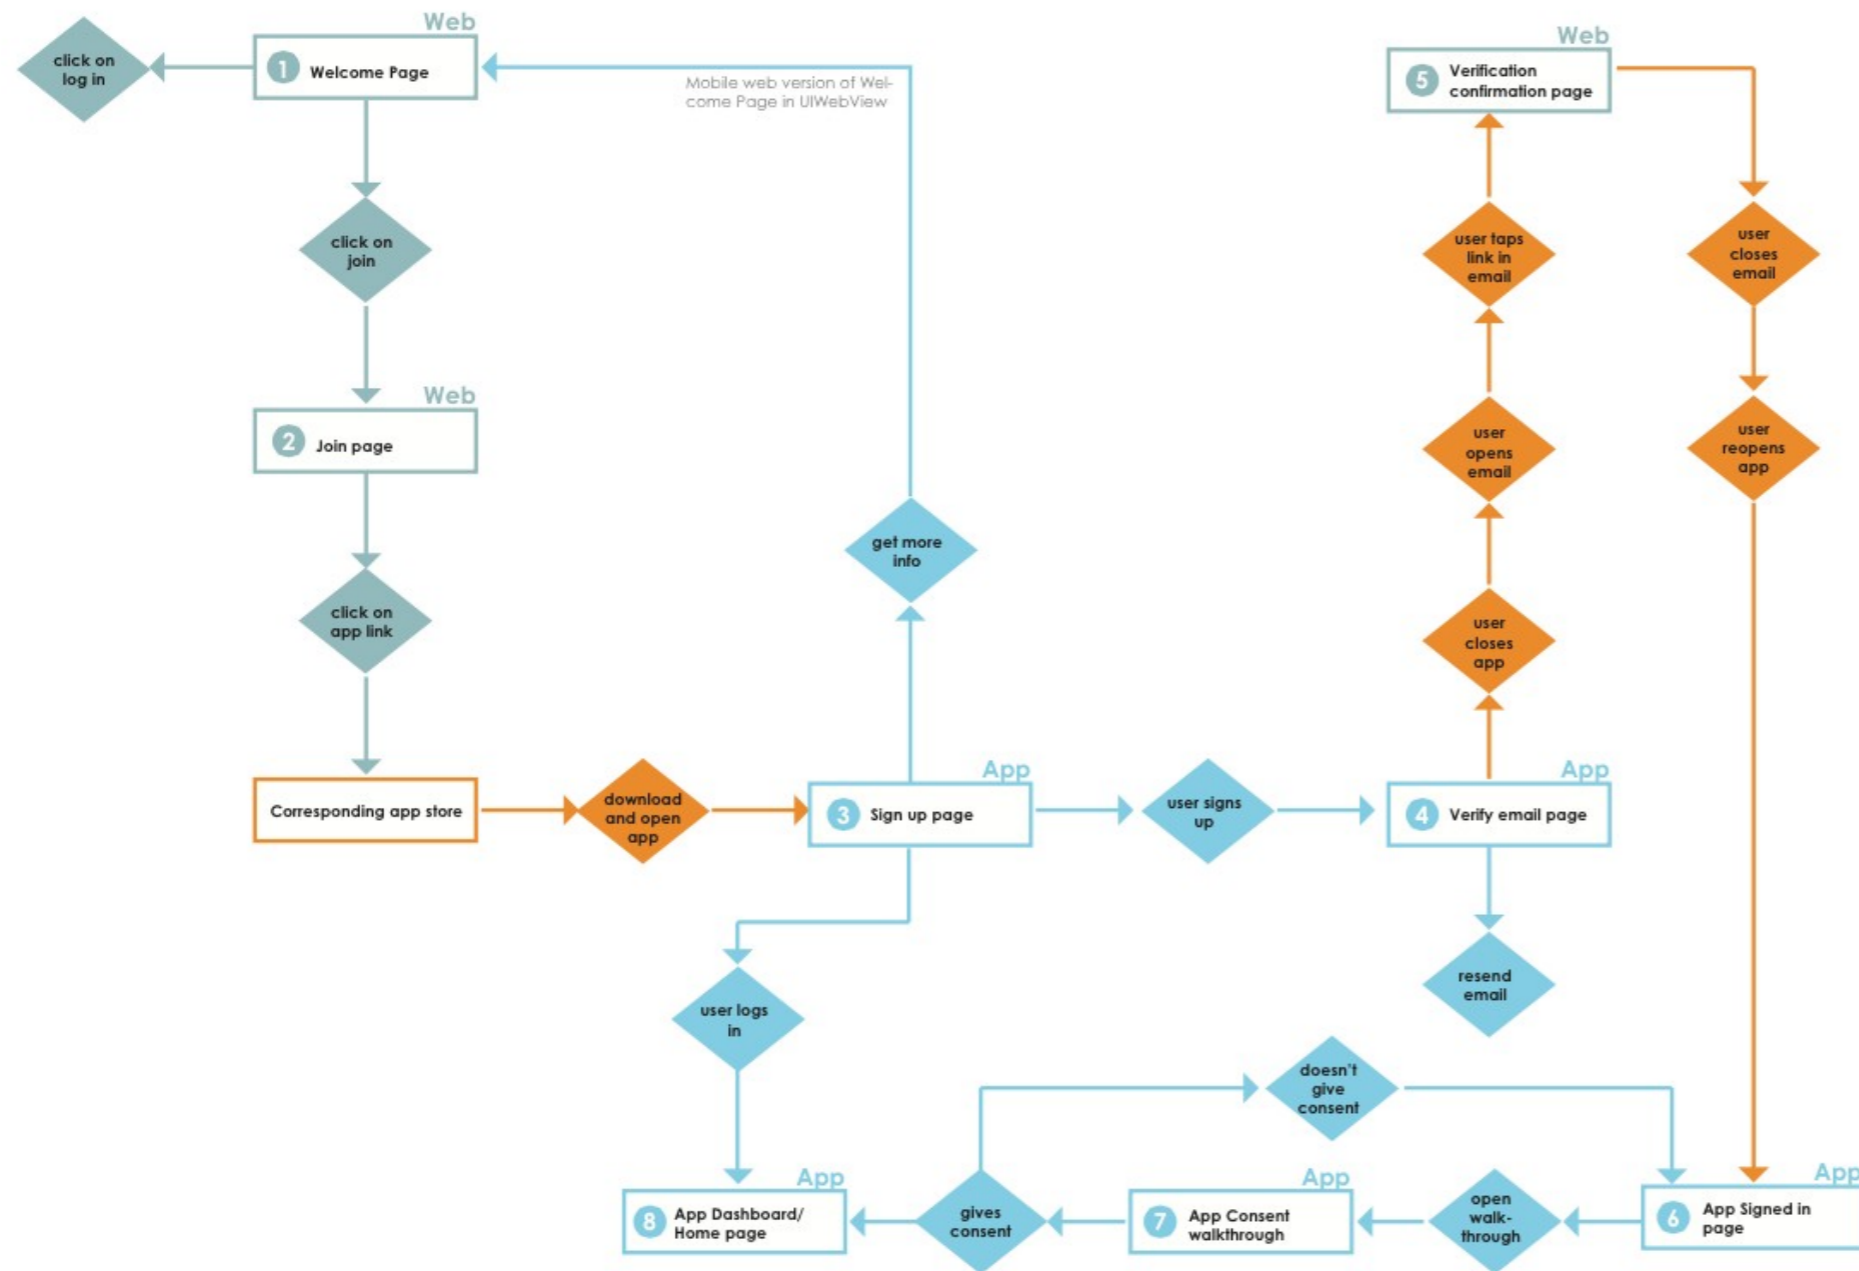 Web
click on
log in
1
Welcome Page
Mobile web version of Wel-
come Page in UIWebView
Web
5
Verification
confirmation page
click on
join
user taps
link in
email
user
closes
email
Web
2
Join page
user
opens
email
user
reopens
app
get more
info
click on
app link
user
closes
app
Corresponding app store
download
and open
app
App
3
Sign up page
user signs
up
App
4
Verify email page
user logs
in
resend
email
doesn't
give
consent
App
8
App Dashboard/
Home page
gives
consent
App
7
App Consent
walkthrough
open
walk-
through
App
6
App Signed in
page